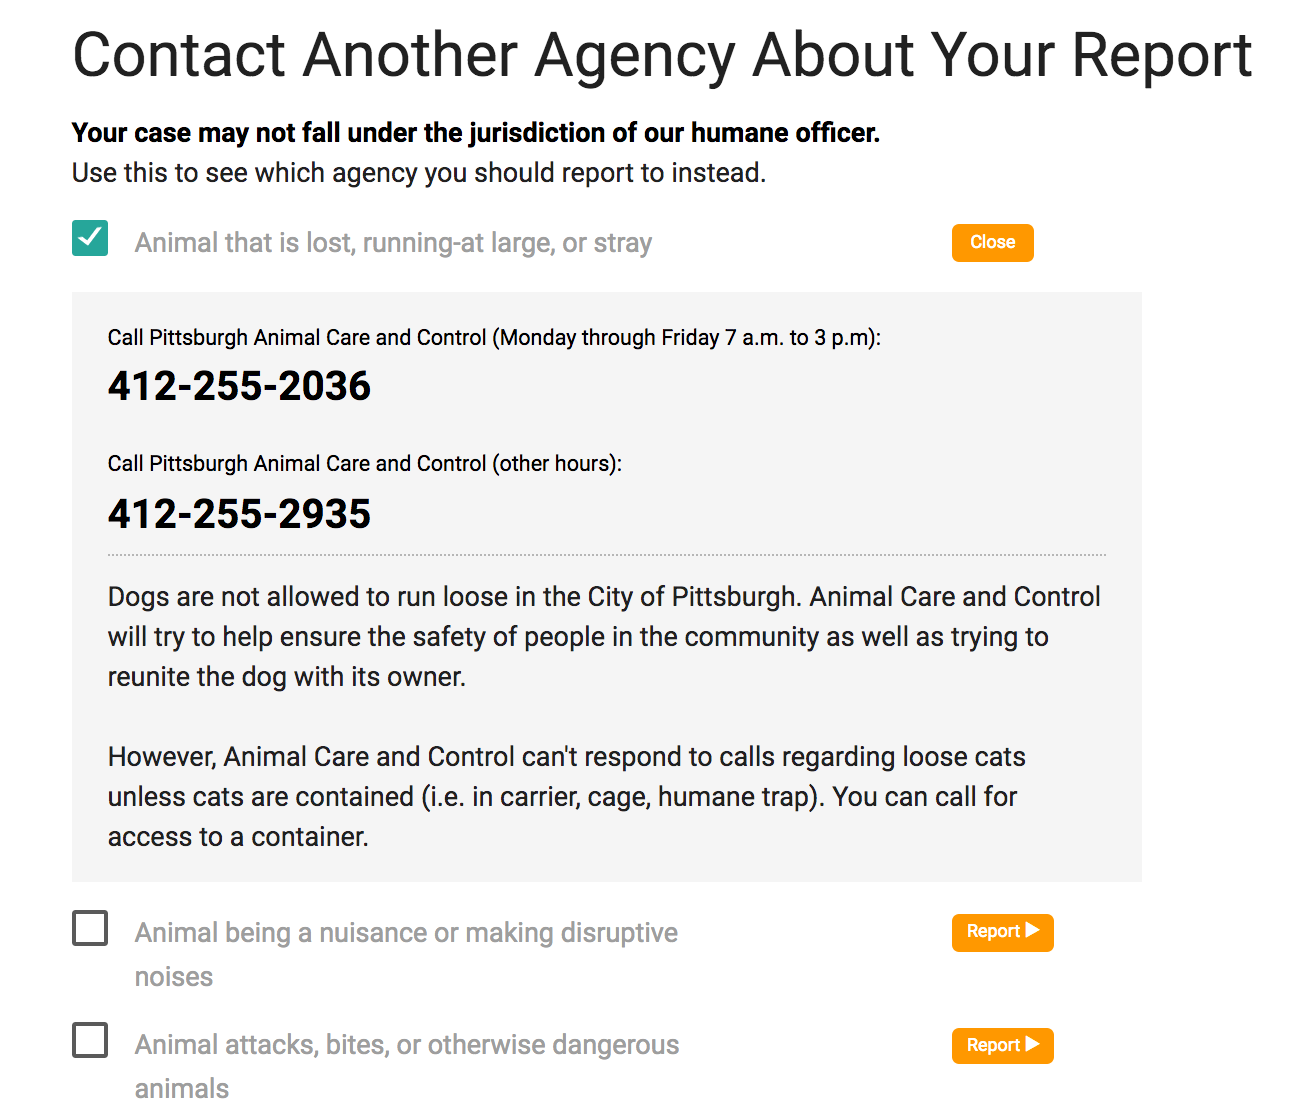 Contact Another Agency About Your Report
Your case may not fall under the jurisdiction of our humane officer.
Use this to see which agency you should report to instead.
Animal that is lost, running-at large, or stray
Close
Call Pittsburgh Animal Care and Control (Monday through Friday 7 a.m. to 3 p.m):
412-255-2036
Call Pittsburgh Animal Care and Control (other hours):
412-255-2935
Dogs are not allowed to run loose in the City of Pittsburgh. Animal Care and Control
will try to help ensure the safety of people in the community as well as trying to
reunite the dog with its owner.
However, Animal Care and Control can't respond to calls regarding loose cats
unless cats are contained (i.e. in carrier, cage, humane trap). You can call for
access to a container.
Animal being a nuisance or making disruptive
noises
Report
Animal attacks, bites, or otherwise dangerous
animals
Report